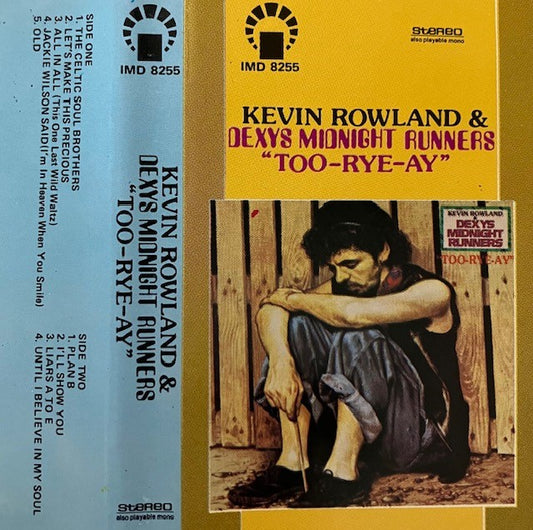 SIDE ONE
1. THE CELTIC SOUL BROTHERS
2. LET'S MAKE THIS PRECIOUS
3. ALL IN ALL (This One Last Wild Waltz)
4. JACKIE WILSON SAID (I'm In Heaven When You Smile)
5. OLD
SIDE TWO
1. PLAN B
2. I'LL SHOW YOU
3. LIARS A TO E
4. UNTIL I BELIEVE IN MY SOUL
IMD 8255
KEVIN ROWLAND &
DEXYS MIDNIGHT RUNNERS
"TOO-RYE-AY"
STEREO
also playable mono
IMD 8255
STEREO
also playable mono
KEVIN ROWLAND &
DEXYS MIDNIGHT RUNNERS
"TOO-RYE-AY"
KEVIN ROWLAND
&
DEXYS
MIDNIGHT
RUNNERS
"TOO-RYE-AY"